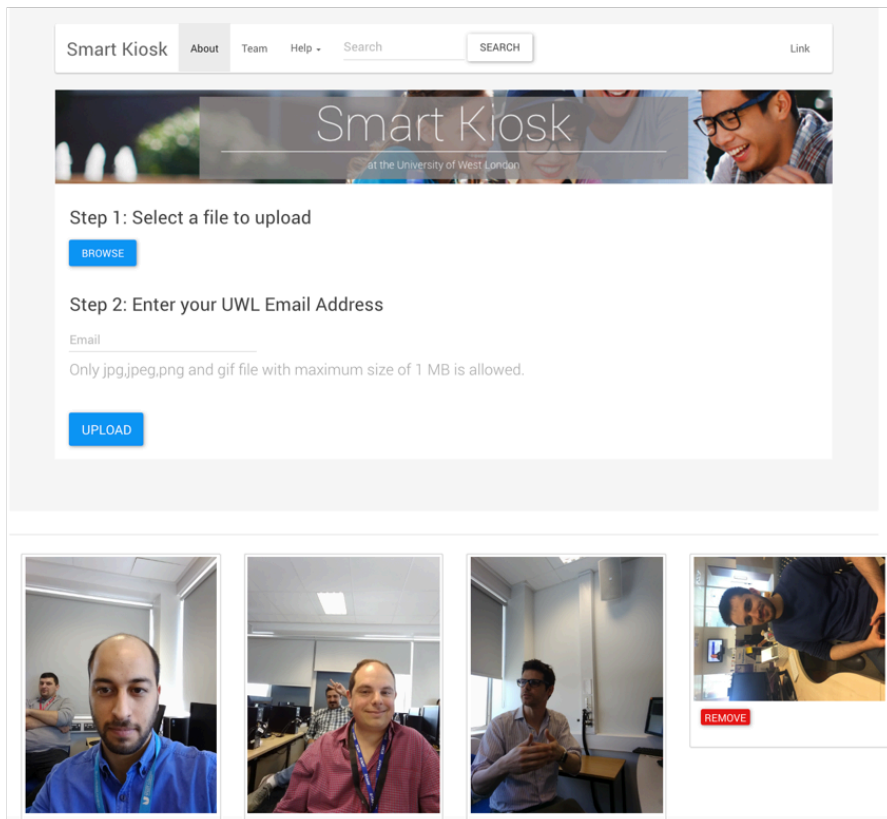 Smart Kiosk About Team Help Search SEARCH Link
Smart Kiosk
at the University of West London
Step 1: Select a file to upload
BROWSE
Step 2: Enter your UWL Email Address
Email
Only jpg,jpeg,png and gif file with maximum size of 1 MB is allowed.
UPLOAD
REMOVE